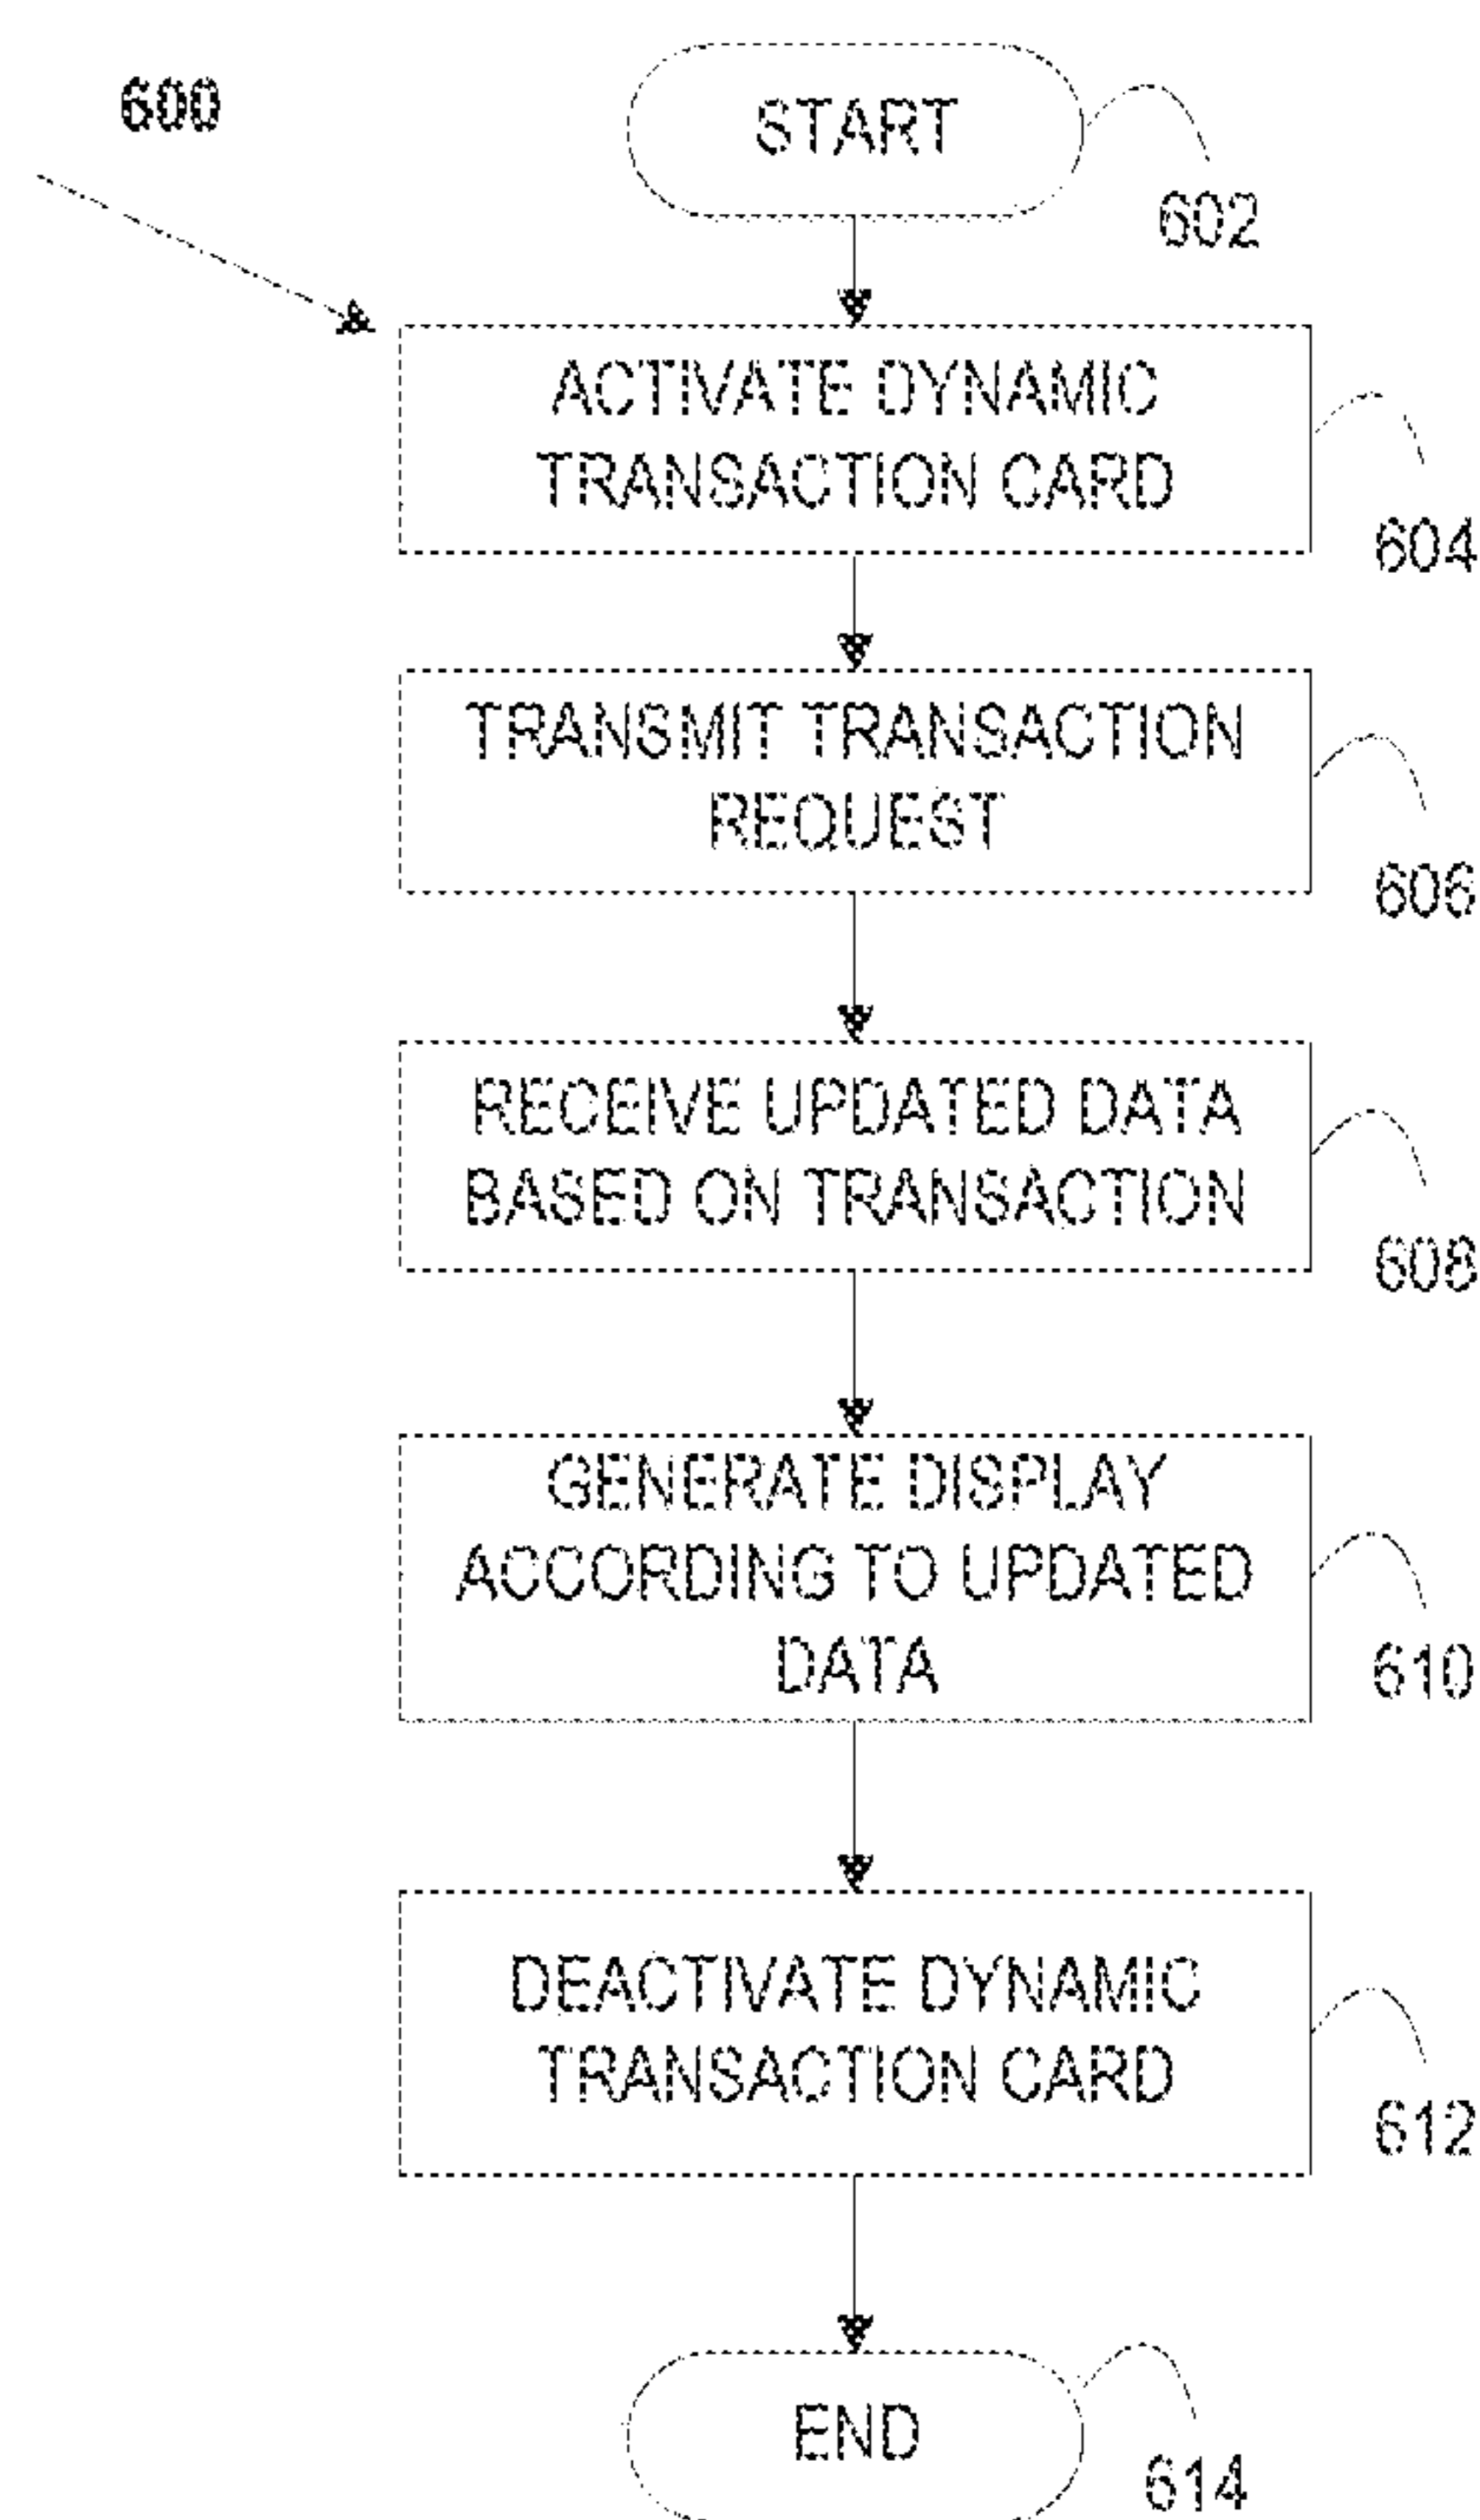 600
START
602
ACTIVATE DYNAMIC
TRANSACTION CARD
604
TRANSMIT TRANSACTION
REQUEST
606
RECEIVE UPDATED DATA
BASED ON TRANSACTION
608
GENERATE DISPLAY
ACCORDING TO UPDATED
DATA
610
DEACTIVATE DYNAMIC
TRANSACTION CARD
612
END
614